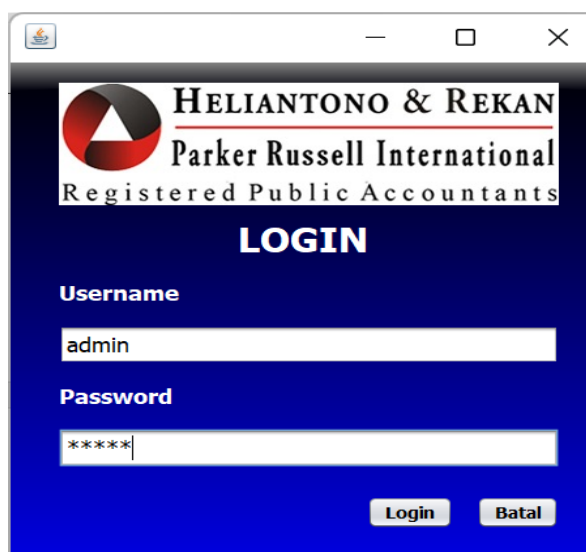 HELIANTONO & REKAN
Parker Russell International
Registered Public Accountants
LOGIN
Username
admin
Password
*****
Login Batal